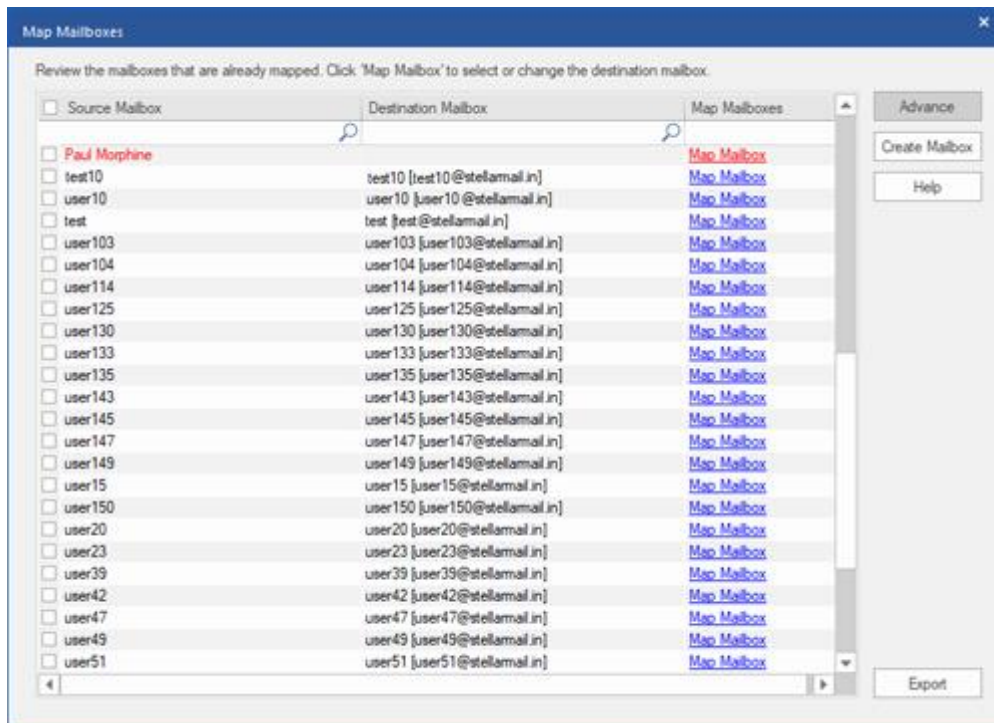 Map Mailboxes
Review the mailboxes that are already mapped. Click 'Map Mailbox' to select or change the destination mailbox.
Source Mailbox Destination Mailbox Map Mailboxes Advance
Create Mailbox
Paul Morphine Map Mailbox
test10 test10 [test10@stellarmail.in] Map Mailbox
Help
user10 user10 [user10@stellarmail.in] Map Mailbox
test test [test@stellarmail.in] Map Mailbox
user103 user103 [user103@stellarmail.in] Map Mailbox
user104 user104 [user104@stellarmail.in] Map Mailbox
user114 user114 [user114@stellarmail.in] Map Mailbox
user125 user125 [user125@stellarmail.in] Map Mailbox
user130 user130 [user130@stellarmail.in] Map Mailbox
user133 user133 [user133@stellarmail.in] Map Mailbox
user135 user135 [user135@stellarmail.in] Map Mailbox
user143 user143 [user143@stellarmail.in] Map Mailbox
user145 user145 [user145@stellarmail.in] Map Mailbox
user147 user147 [user147@stellarmail.in] Map Mailbox
user149 user149 [user149@stellarmail.in] Map Mailbox
user15 user15 [user15@stellarmail.in] Map Mailbox
user150 user150 [user150@stellarmail.in] Map Mailbox
user20 user20 [user20@stellarmail.in] Map Mailbox
user23 user23 [user23@stellarmail.in] Map Mailbox
user39 user39 [user39@stellarmail.in] Map Mailbox
user42 user42 [user42@stellarmail.in] Map Mailbox
user47 user47 [user47@stellarmail.in] Map Mailbox
user49 user49 [user49@stellarmail.in] Map Mailbox
user51 user51 [user51@stellarmail.in] Map Mailbox
Export